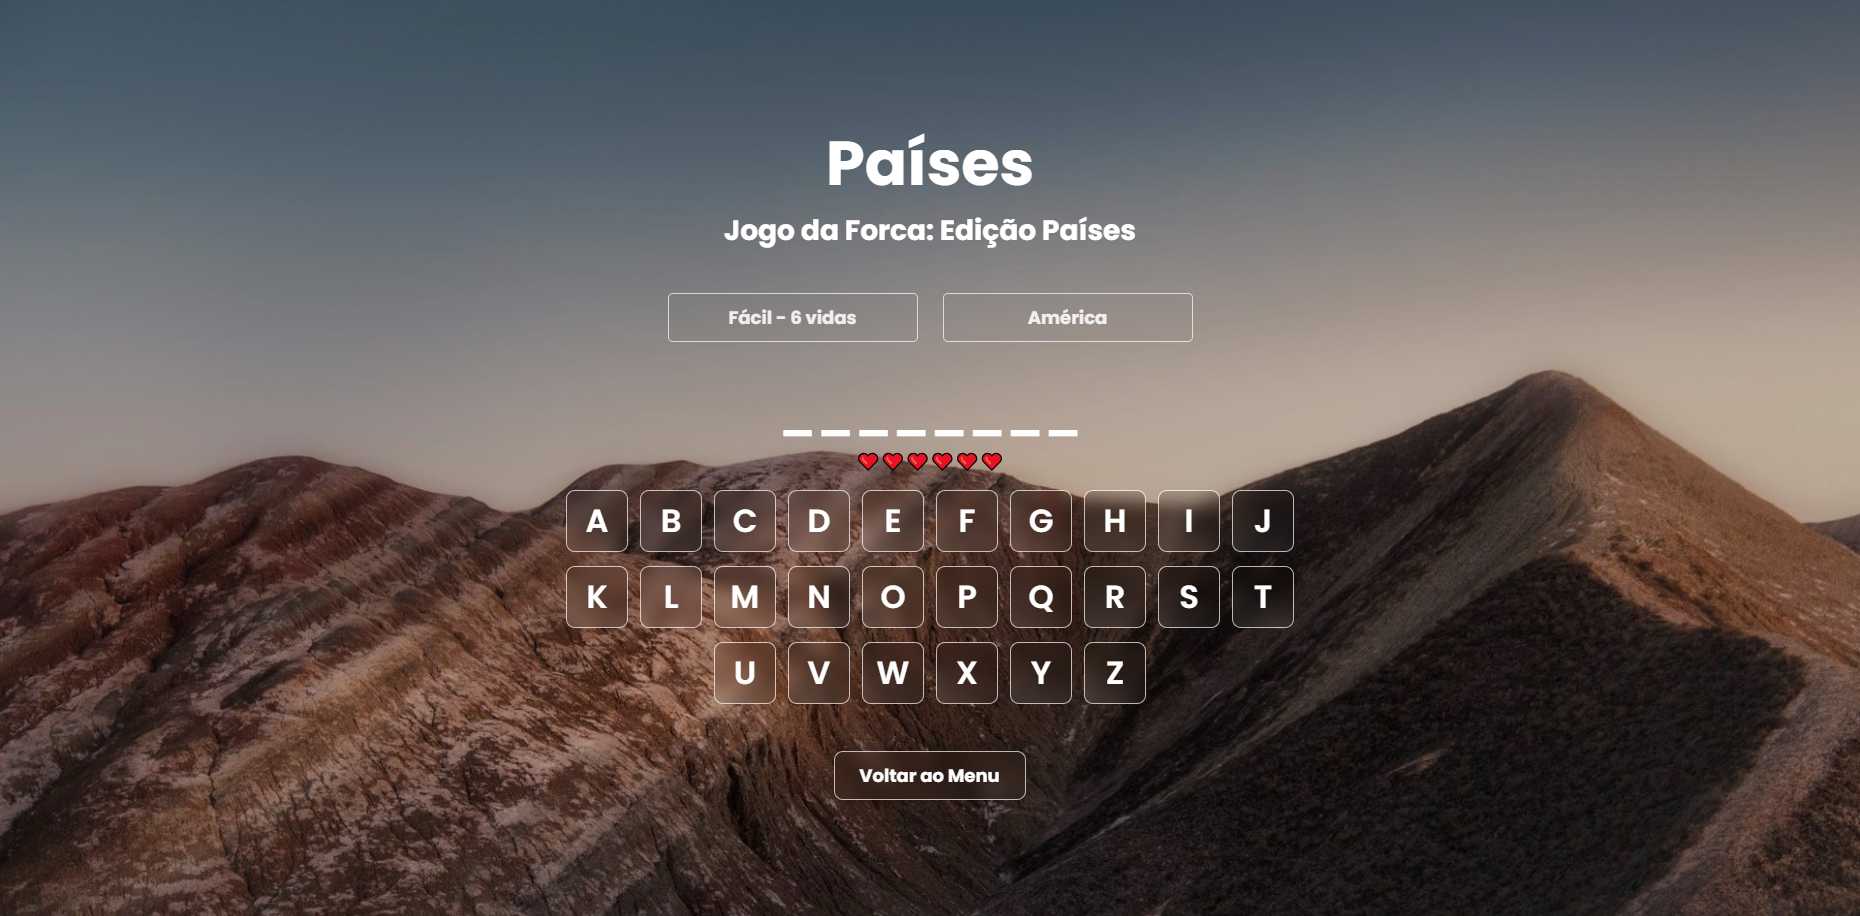 Países
Jogo da Forca: Edição Países
Fácil - 6 vidas
América
_ _ _ _ _ _ _ _
A B C D E F G H I J
K L M N O P Q R S T
U V W X Y Z
Voltar ao Menu